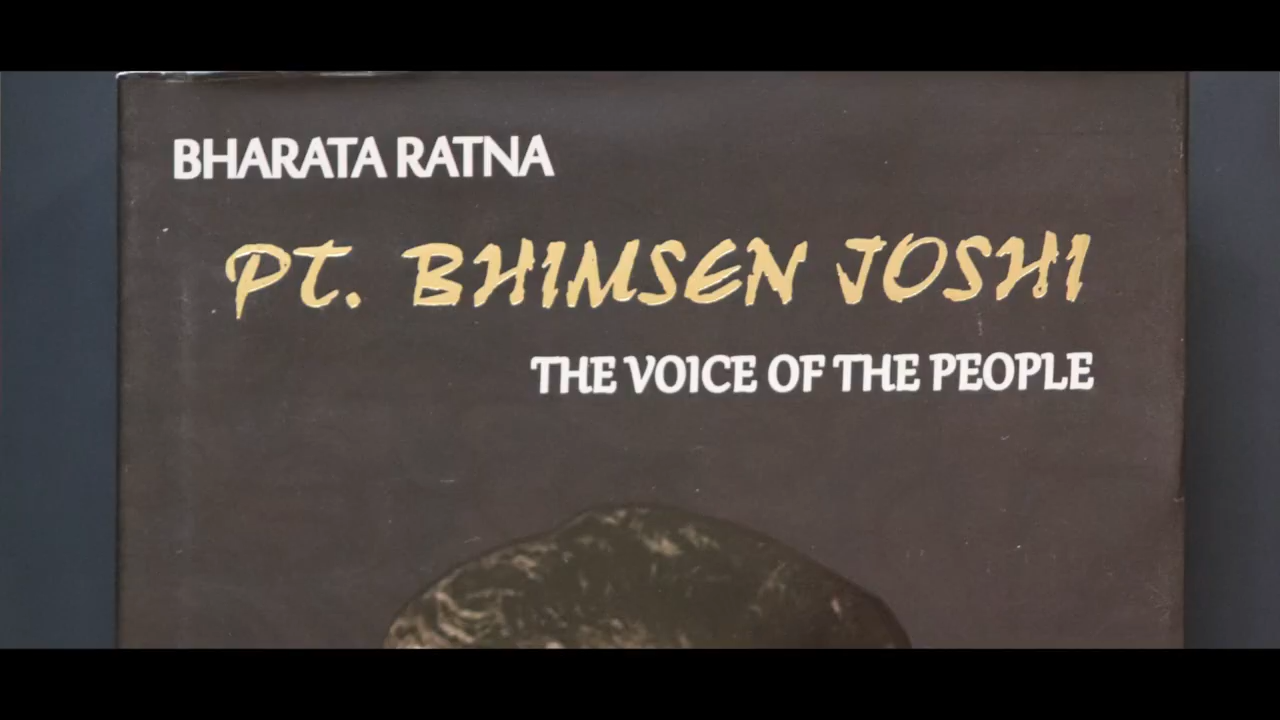 BHARATA RATNA
PT. BHIMSEN JOSHI
THE VOICE OF THE PEOPLE